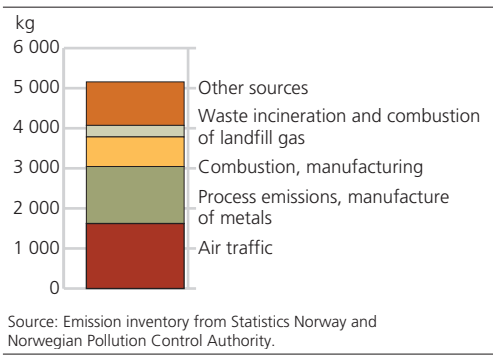 kg
6 000
5 000
4 000
3 000
2 000
1 000
0
Other sources
Waste incineration and combustion
of landfill gas
Combustion, manufacturing
Process emissions, manufacture
of metals
Air traffic
Source: Emission inventory from Statistics Norway and
Norwegian Pollution Control Authority.